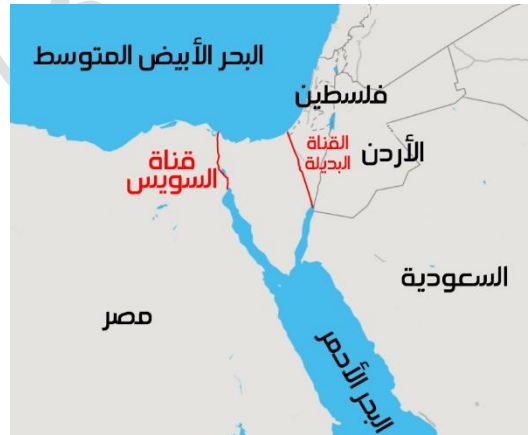 البحر الأبيض المتوسط
فلسطين
القناة
البديلة
الأردن
قناة
السويس
السعودية
مصر
البحر الأحمر